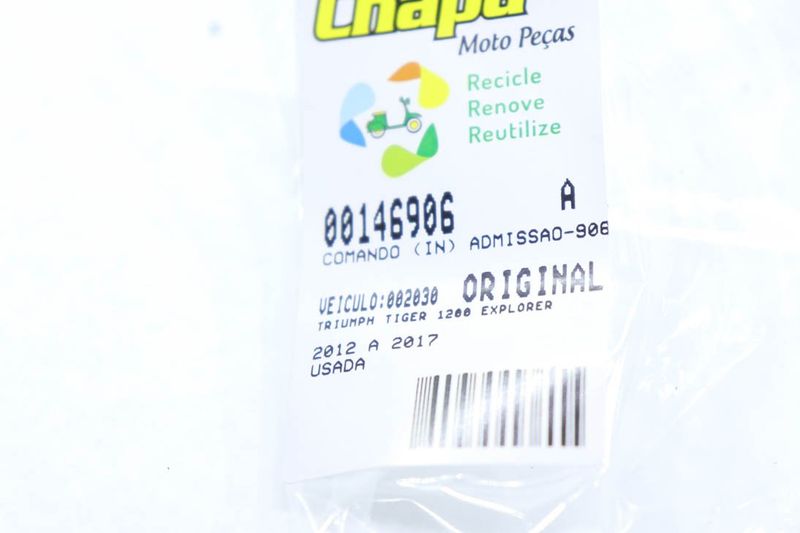 Chapa
Moto Peças
Recicle
Renove
Reutilize
00146906 A
COMANDO (IN) ADMISSAO-906
VEICULO:002030 ORIGINAL
TRIUMPH TIGER 1200 EXPLORER
2012 A 2017
USADA